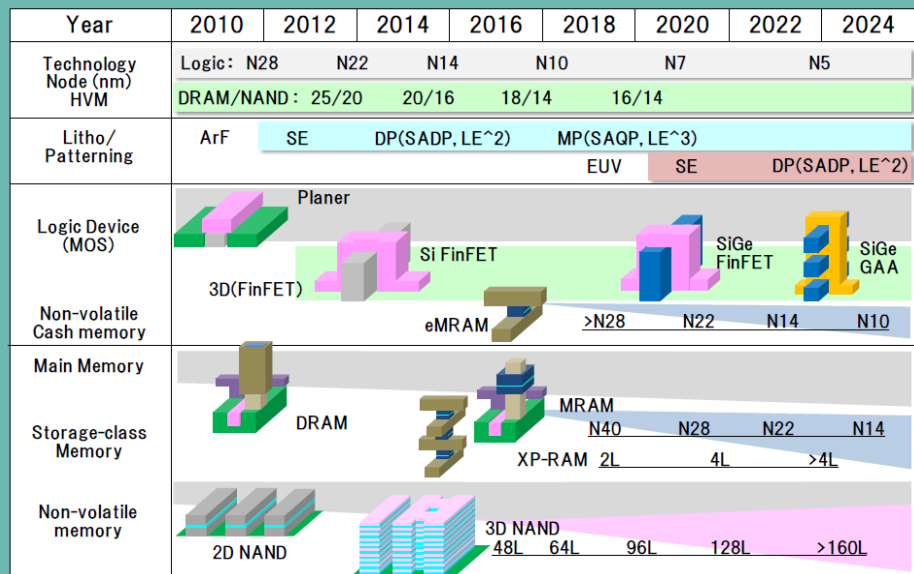 Year 2010 2012 2014 2016 2018 2020 2022 2024
Technology
Node (nm)
HVM
Logic: N28 N22 N14 N10 N7 N5
DRAM/NAND: 25/20 20/16 18/14 16/14
Litho/
Patterning
ArF SE DP(SADP, LE^2) MP(SAQP, LE^3)
EUV SE DP(SADP, LE^2)
Logic Device
(MOS)
Planer
Si FinFET
SiGe
FinFET
SiGe
GAA
3D(FinFET)
Non-volatile
Cash memory
eMRAM
>N28 N22 N14 N10
Main Memory
DRAM
MRAM
N40 N28 N22 N14
Storage-class
Memory
XP-RAM 2L 4L >4L
Non-volatile
memory
2D NAND
3D NAND
48L 64L 96L 128L >160L